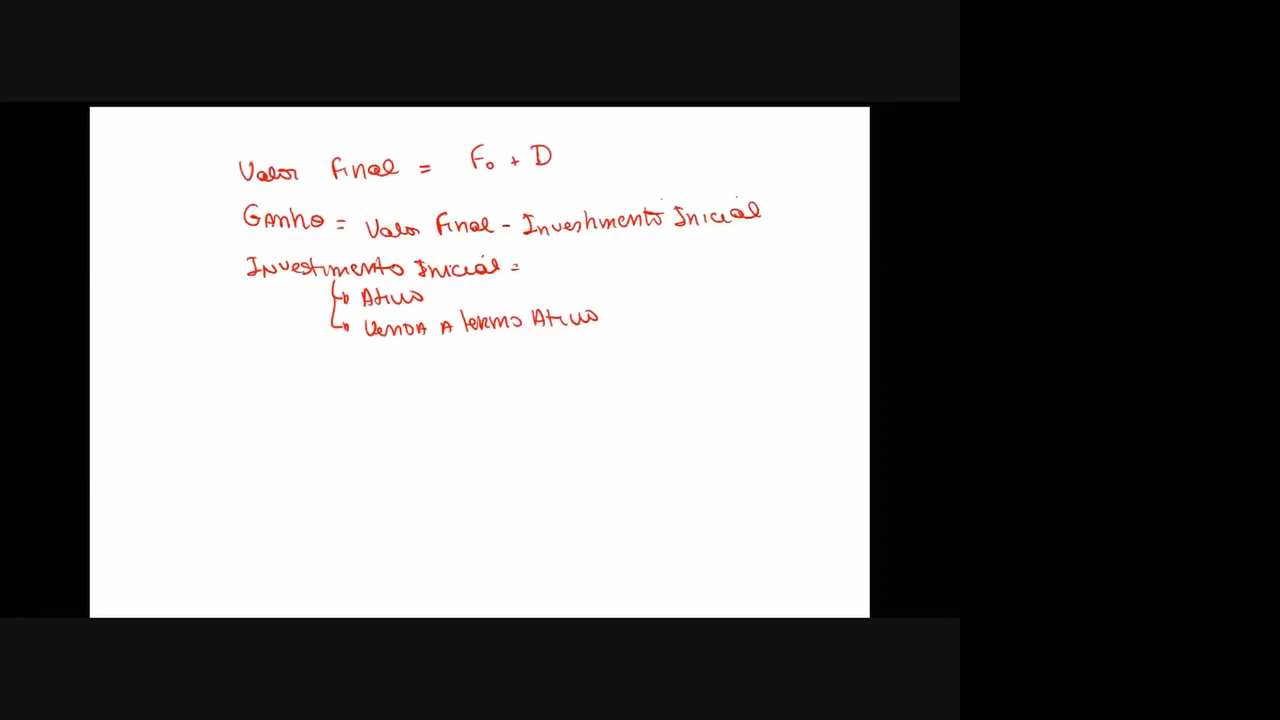 Valor Final = F₀ + D
Ganho = Valor Final - Investimento Inicial
Investimento Inicial =
Ativo
Venda A termo Ativo